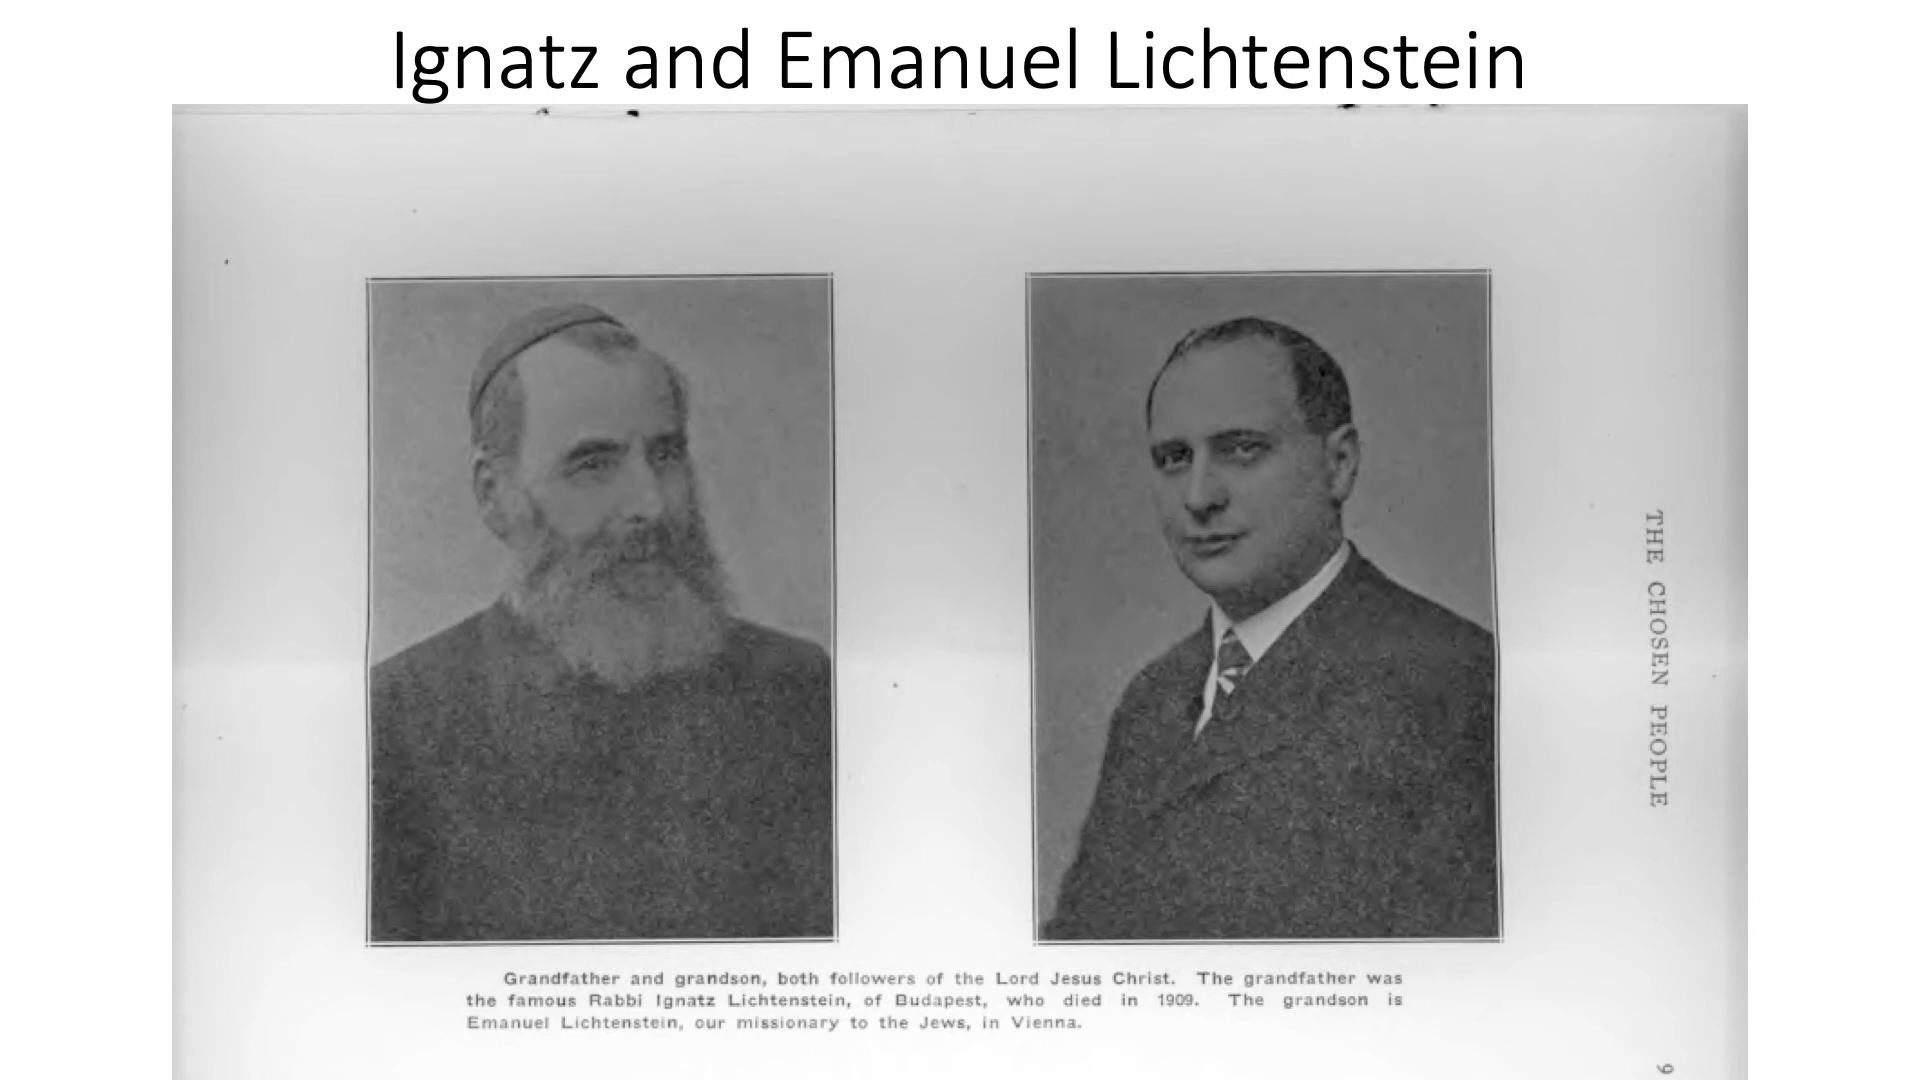 Ignatz and Emanuel Lichtenstein
THE CHOSEN PEOPLE
Grandfather and grandson, both followers of the Lord Jesus Christ. The grandfather was
the famous Rabbi Ignatz Lichtenstein, of Budapest, who died in 1909. The grandson is
Emanuel Lichtenstein, our missionary to the Jews, in Vienna.
9